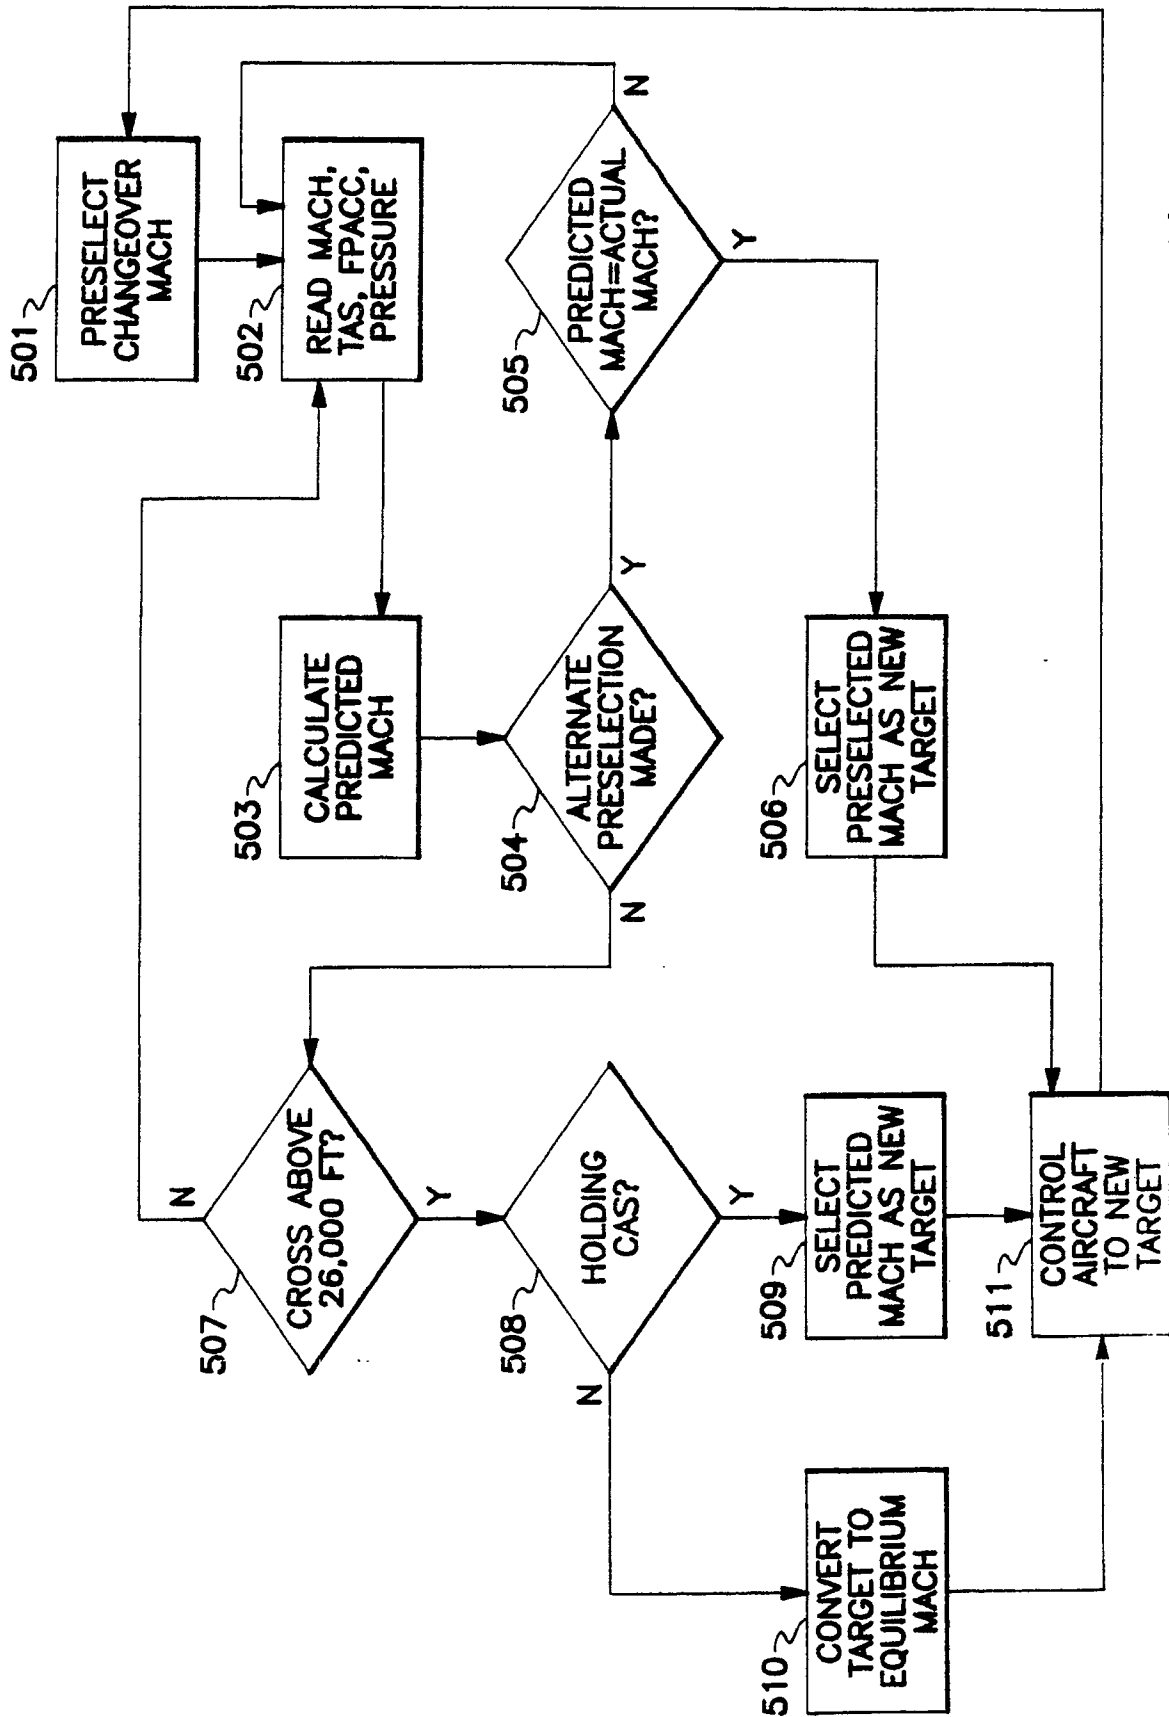 501
PRESELECT
CHANGEOVER
MACH
502
READ MACH,
TAS, FPACC,
PRESSURE
503
CALCULATE
PREDICTED
MACH
504
ALTERNATE
PRESELECTION
MADE?
Y
N
505
PREDICTED
MACH=ACTUAL
MACH?
N
Y
506
SELECT
PRESELECTED
MACH AS NEW
TARGET
507
CROSS ABOVE
26,000 FT?
N
Y
508
HOLDING
CAS?
N
Y
509
SELECT
PREDICTED
MACH AS NEW
TARGET
510
CONVERT
TARGET TO
EQUILIBRIUM
MACH
511
CONTROL
AIRCRAFT
TO NEW
TARGET